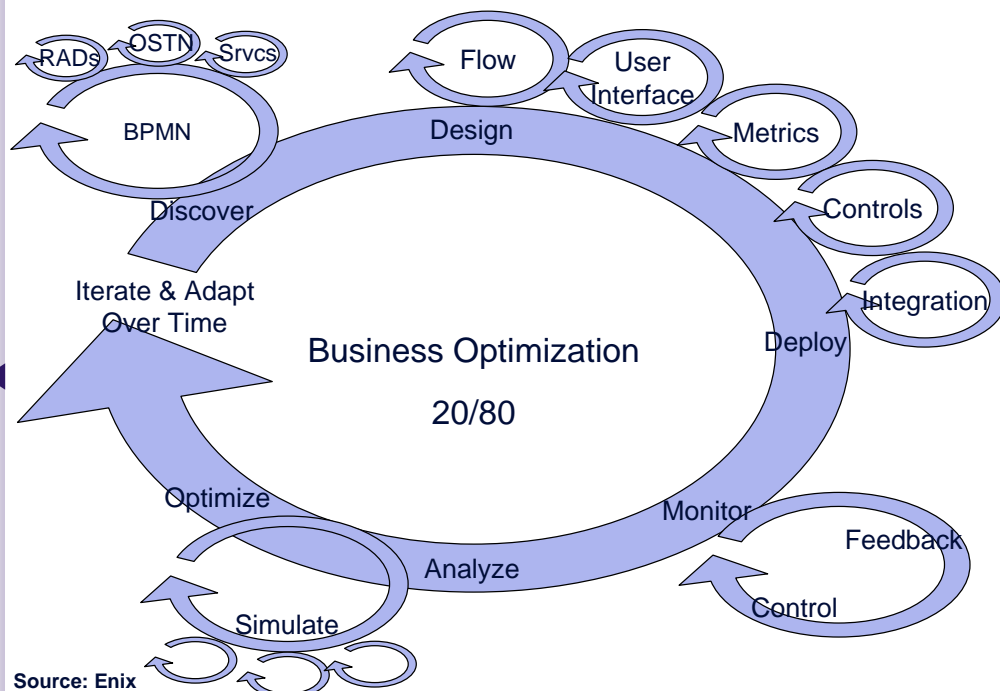 RADs
OSTN
Srvcs
BPMN
Discover
Flow
User
Interface
Design
Metrics
Controls
Integration
Deploy
Iterate & Adapt
Over Time
Business Optimization
20/80
Monitor
Feedback
Control
Analyze
Optimize
Simulate
Source: Enix